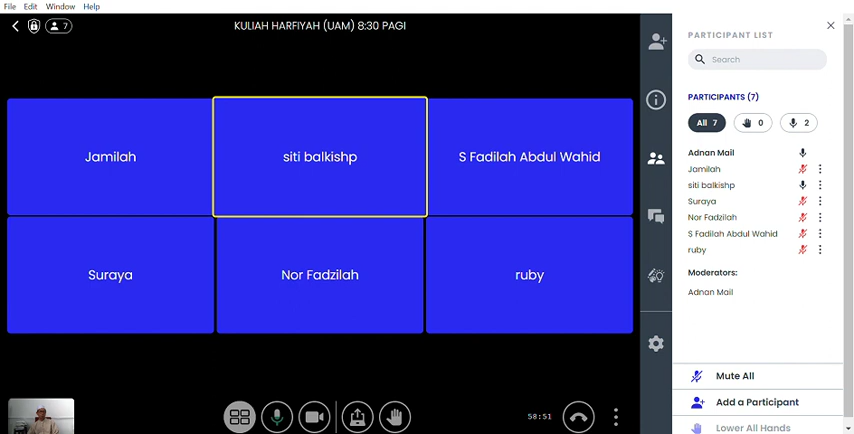 File Edit Window Help
7
KULIAH HARFIYAH (UAM) 8:30 PAGI
Jamilah
siti balkishp
S Fadilah Abdul Wahid
Suraya
Nor Fadzilah
ruby
58:51
PARTICIPANT LIST
Search
PARTICIPANTS (7)
All 7 0 2
Adnan Mail
Jamilah
siti balkishp
Suraya
Nor Fadzilah
S Fadilah Abdul Wahid
ruby
Moderators:
Adnan Mail
Mute All
Add a Participant
Lower All Hands